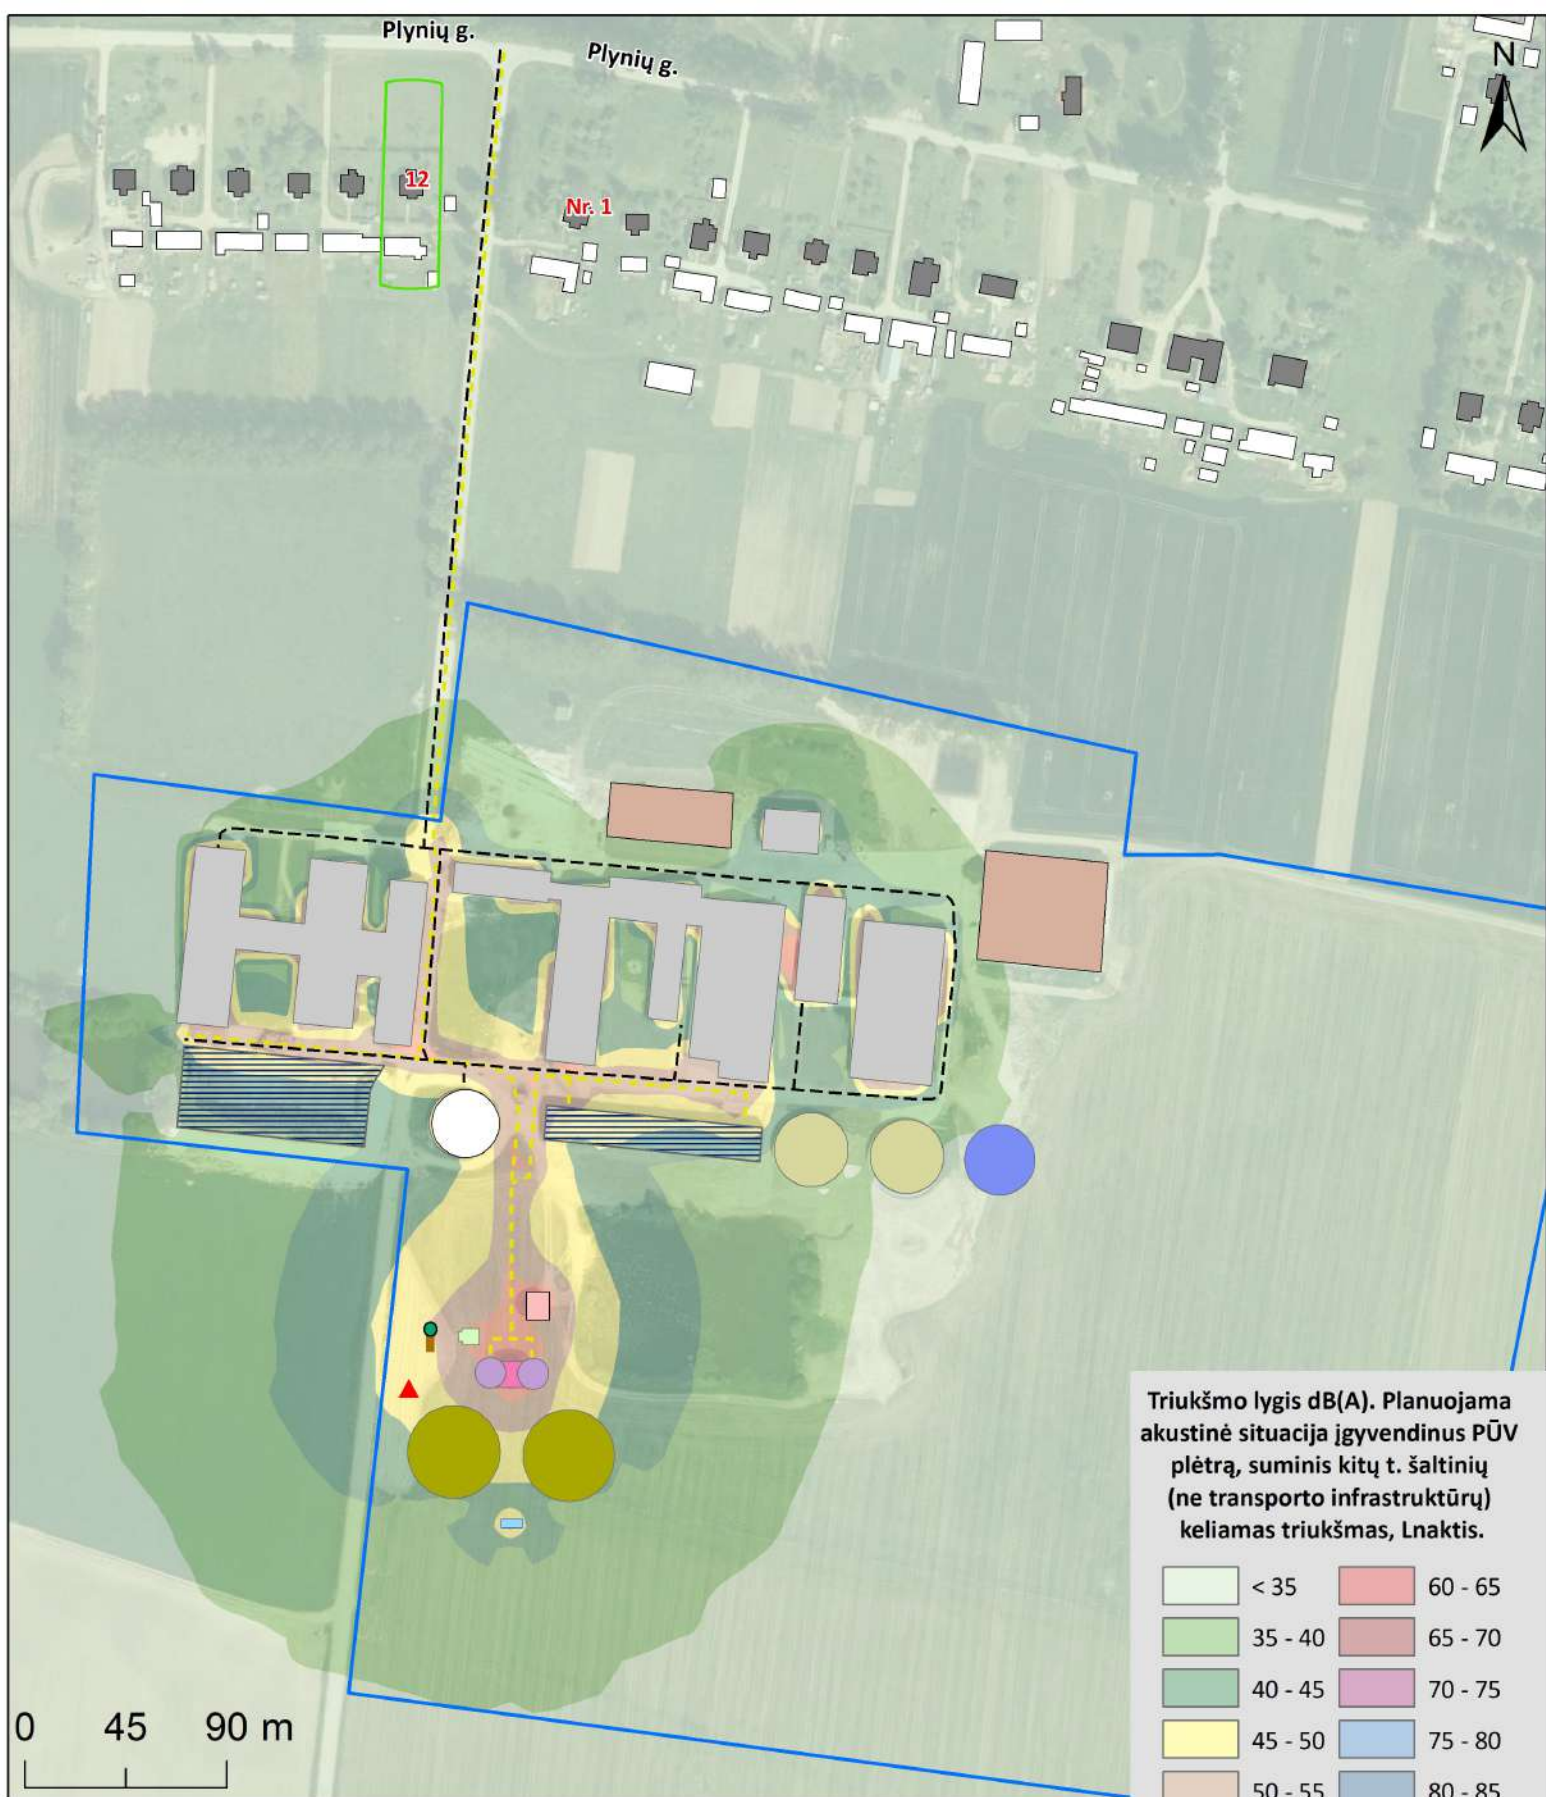 Plynių g.
Plynių g.
N
12
Nr. 1
Triukšmo lygis dB(A). Planuojama
akustinė situacija įgyvendinus PŪV
plėtrą, suminis kitų t. šaltinių
(ne transporto infrastruktūrų)
keliamas triukšmas, Lnaktis.
< 35 60 - 65
35 - 40 65 - 70
40 - 45 70 - 75
45 - 50 75 - 80
50 - 55 80 - 85
0 45 90 m